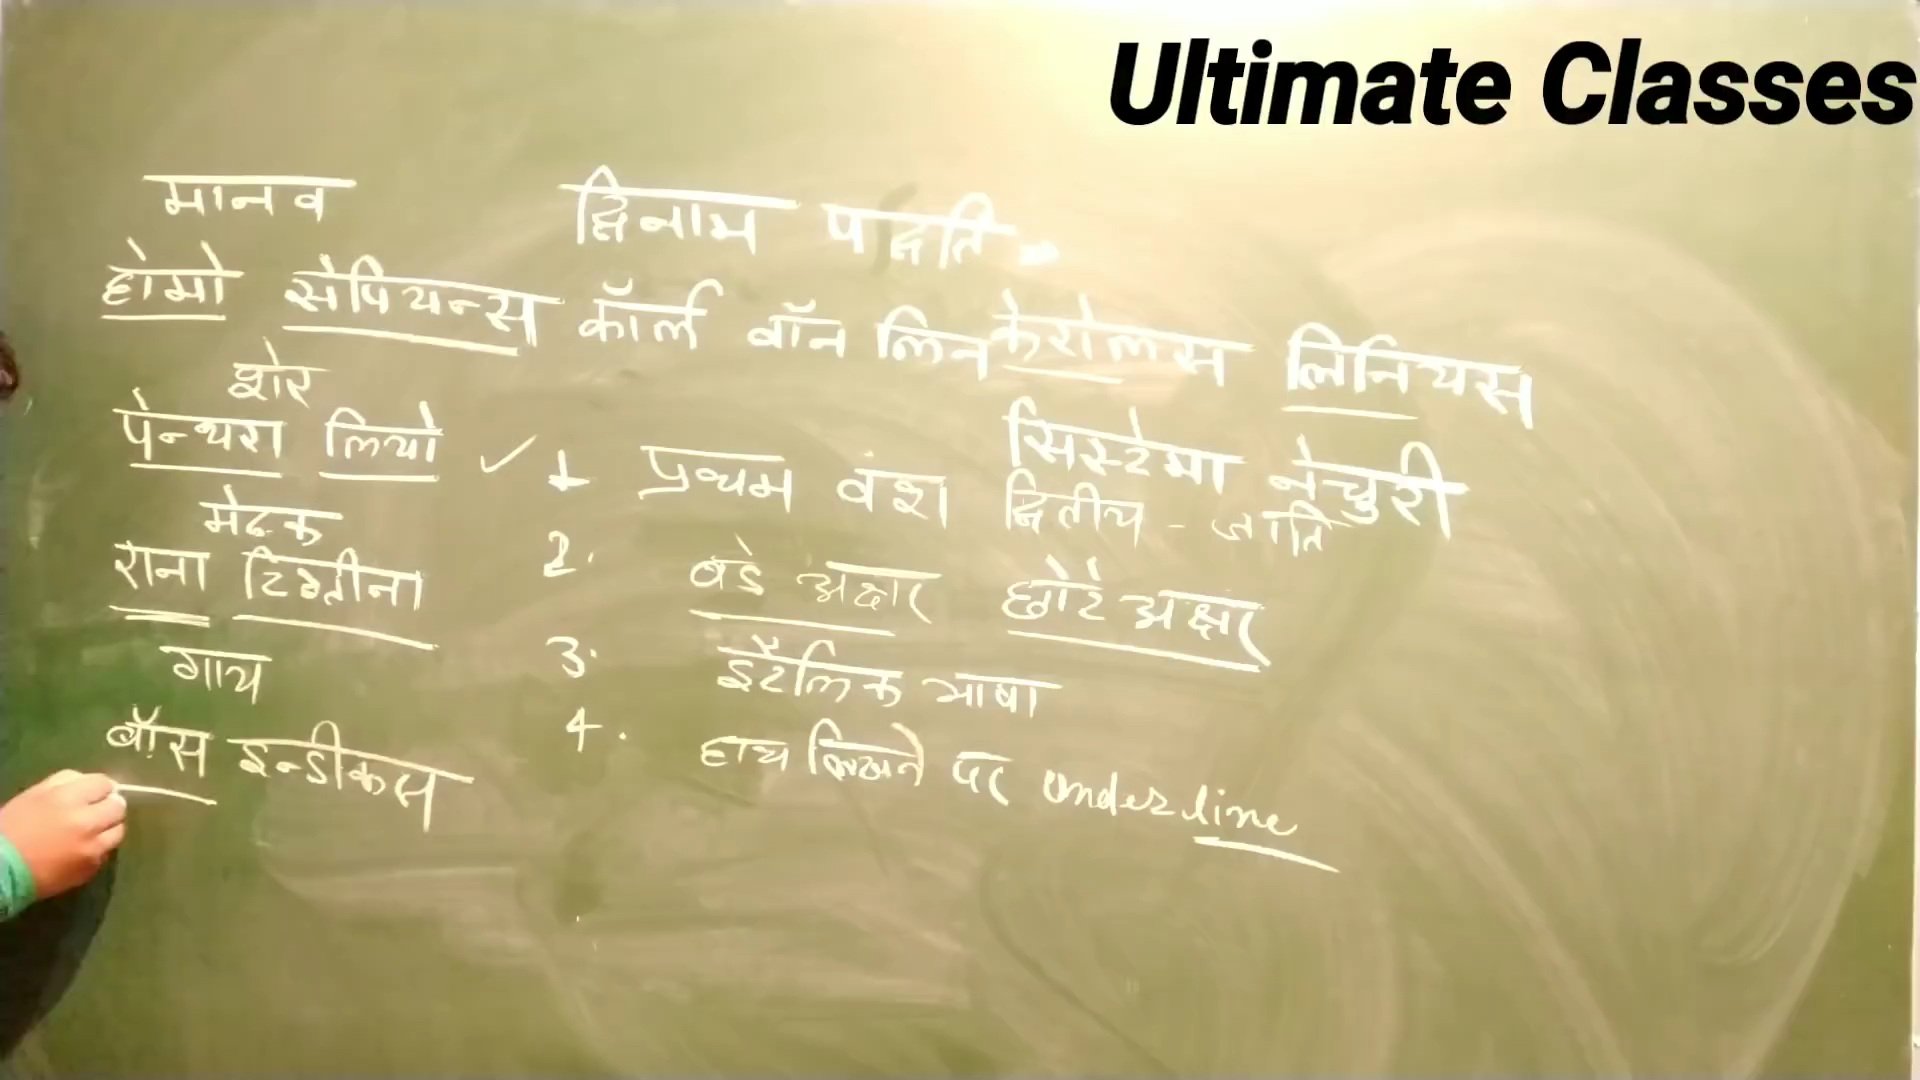 Ultimate Classes
मानव
होमो सेपियन्स
शेर
पेन्थरा लियो
मेढक
राना टिग्रीना
गाय
बॉस इन्डीकस
द्विनाम पद्धति -
कॉर्ल वॉन लिन केरोलस लिनियस
सिस्टेमा नेचुरी
1. प्रथम वंश द्वितीय - जाति
2. बडे अक्षर छोटे अक्षर
3. इटैलिक भाषा
4. हाथ लिखने पर underline